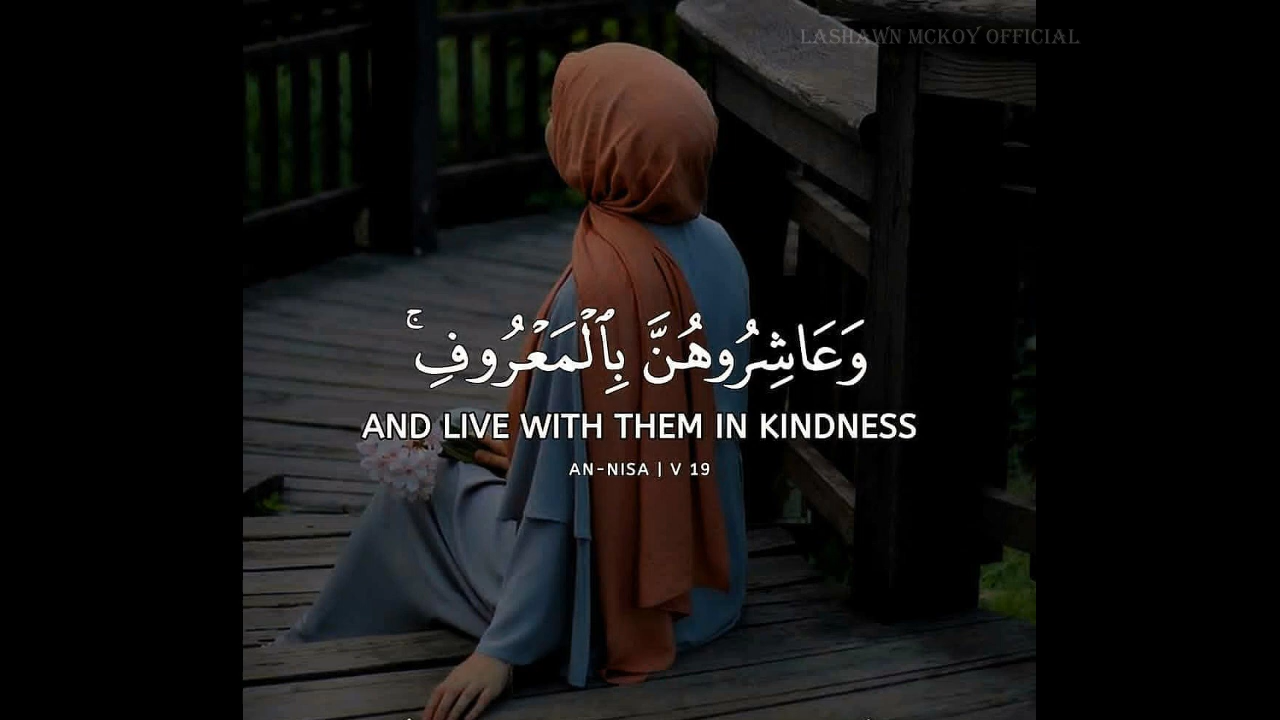 LASHAWN MCKOY OFFICIAL
وَعَاشِرُوهُنَّ بِٱلْمَعْرُوفِ ۚ
AND LIVE WITH THEM IN KINDNESS
AN-NISA | V 19